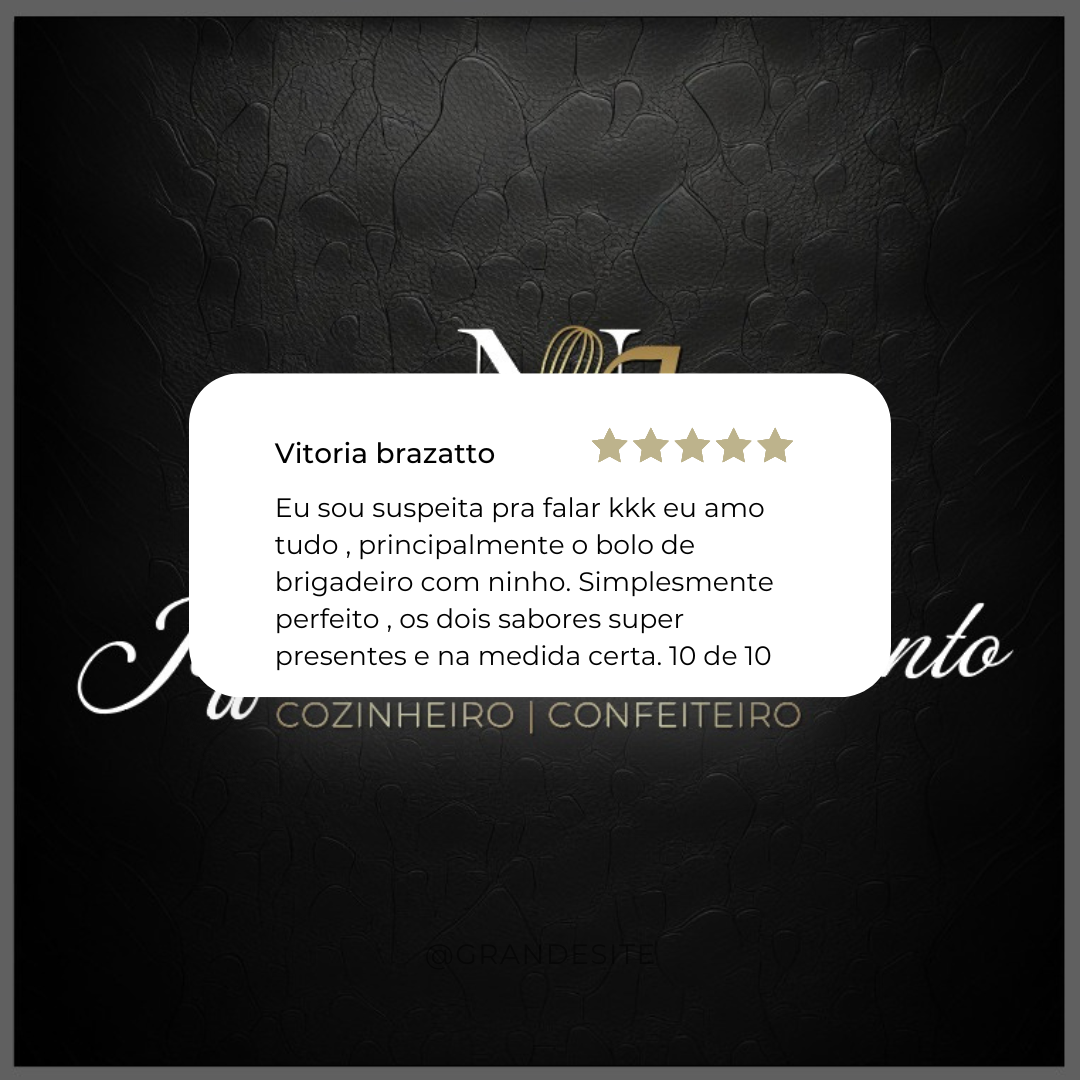 Vitoria brazatto
Eu sou suspeita pra falar kkk eu amo
tudo , principalmente o bolo de
brigadeiro com ninho. Simplesmente
perfeito , os dois sabores super
presentes e na medida certa. 10 de 10
COZINHEIRO | CONFEITEIRO
@GRANDESITE